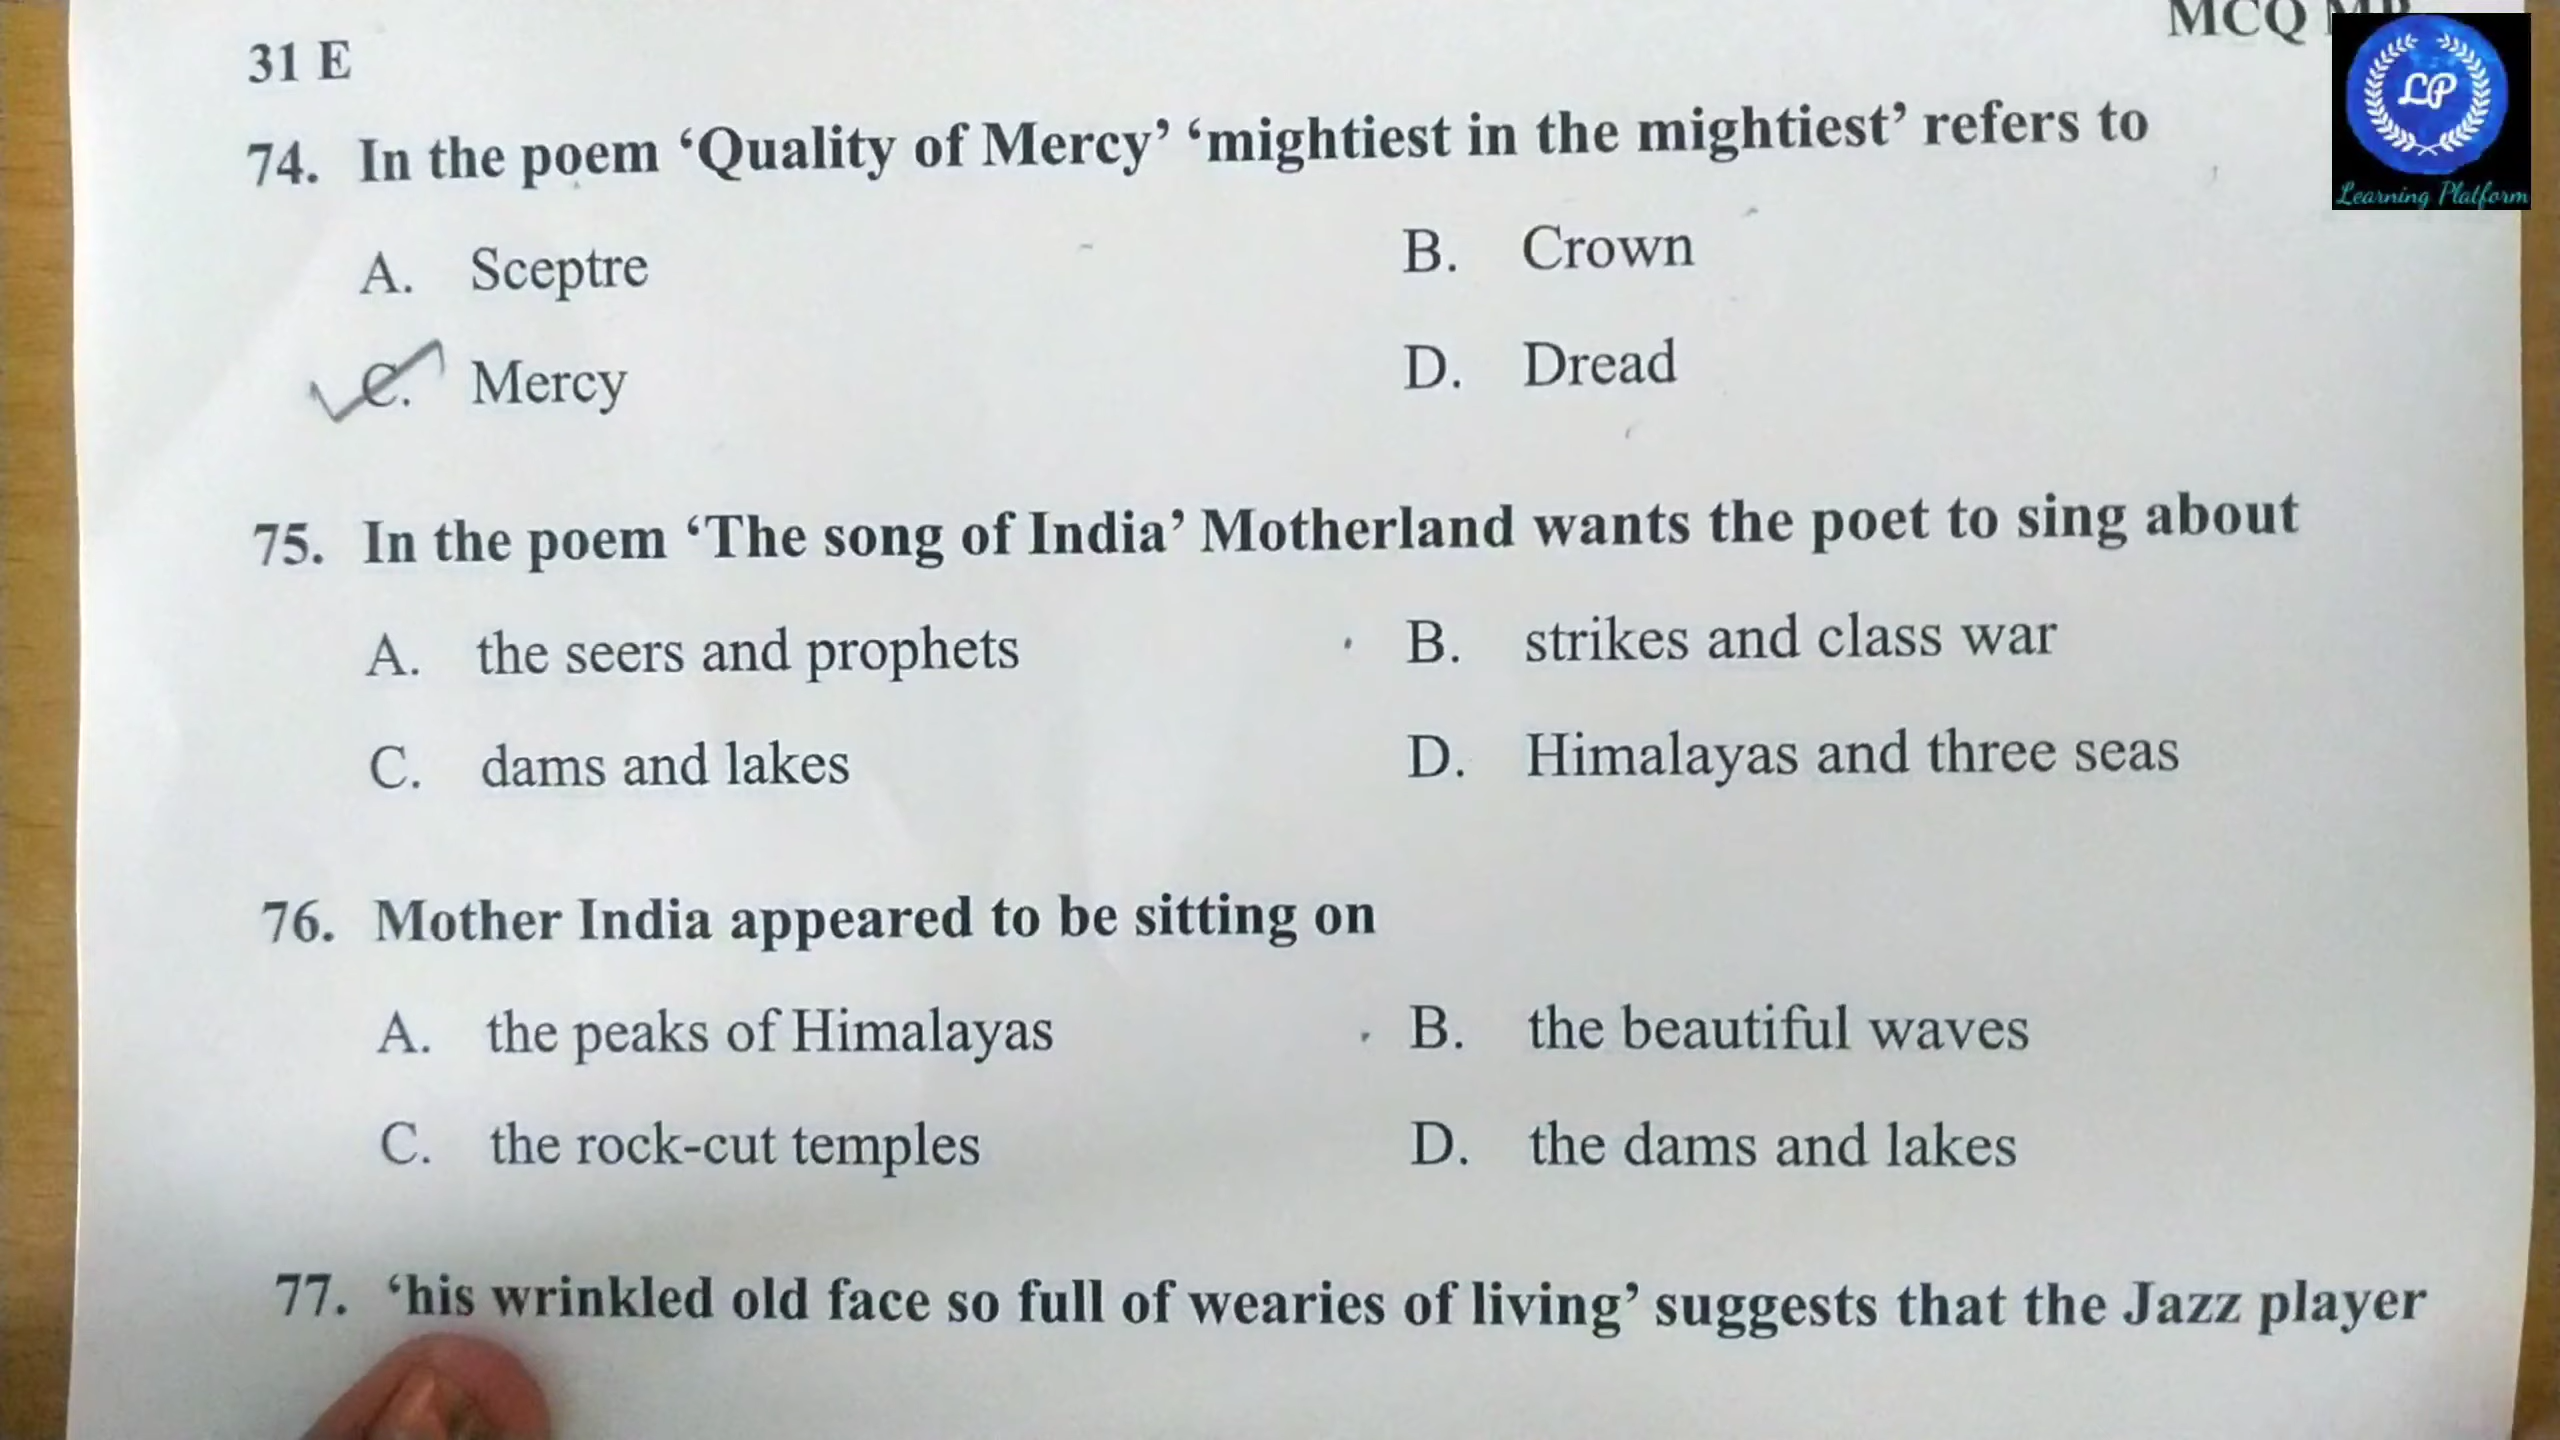 31 E
MCQ
LP
Learning Platform
74. In the poem ‘Quality of Mercy’ ‘mightiest in the mightiest’ refers to
A. Sceptre
B. Crown
C. Mercy
D. Dread
75. In the poem ‘The song of India’ Motherland wants the poet to sing about
A. the seers and prophets
B. strikes and class war
C. dams and lakes
D. Himalayas and three seas
76. Mother India appeared to be sitting on
A. the peaks of Himalayas
B. the beautiful waves
C. the rock-cut temples
D. the dams and lakes
77. ‘his wrinkled old face so full of wearies of living’ suggests that the Jazz player